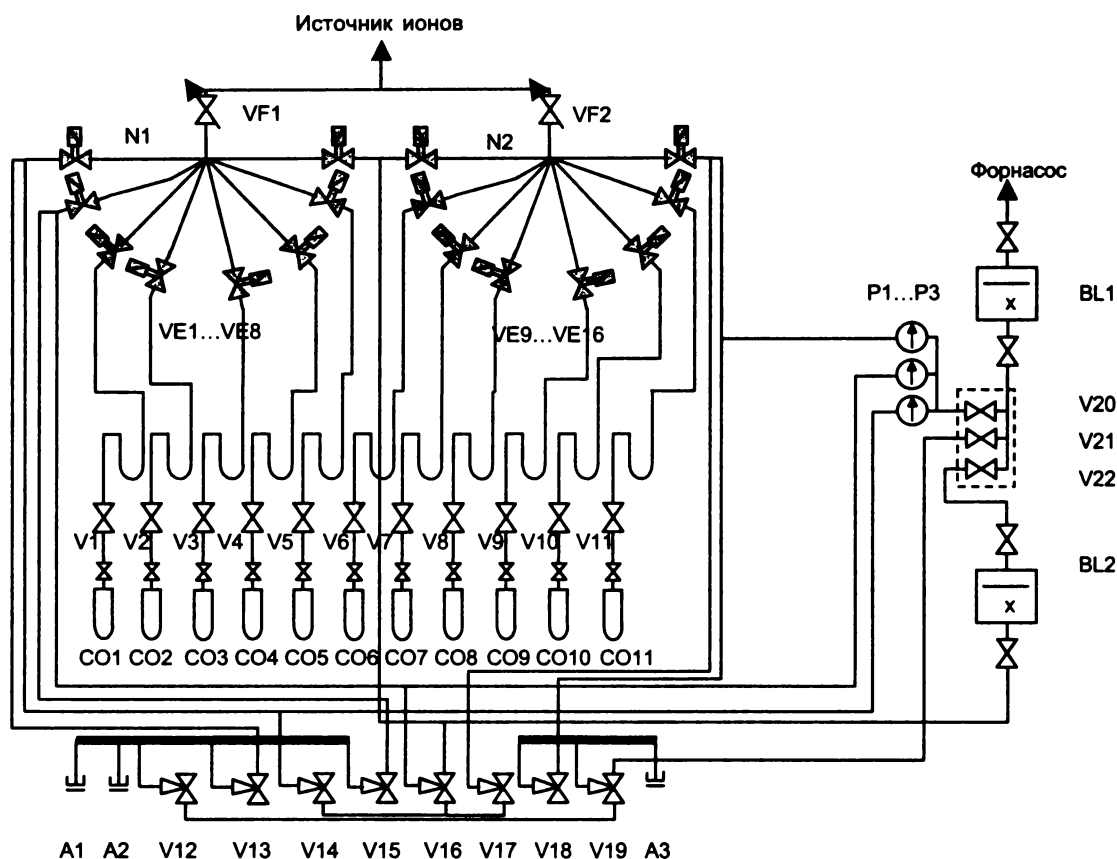 Источник ионов
VF1 VF2
N1 N2
Форнасос
P1...P3 BL1
VE1...VE8 VE9...VE16
V20
V21
V22
V1 V2 V3 V4 V5 V6 V7 V8 V9 V10 V11
BL2
CO1 CO2 CO3 CO4 CO5 CO6 CO7 CO8 CO9 CO10 CO11
A1 A2 V12 V13 V14 V15 V16 V17 V18 V19 A3